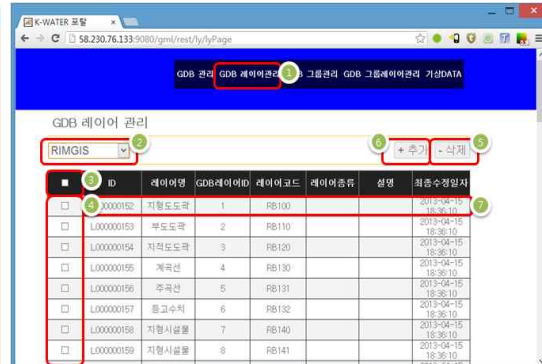 K-WATER 포탈
58.230.76.133:9080/gml/rest/ly/lyPage
GDB 관리 GDB 레이어관리 1 GDB 그룹관리 GDB 그룹레이어관리 기상DATA
GDB 레이어 관리
RIMGIS 2 6 + 추가 - 삭제 5
3 ID 레이어명 GDB레이어ID 레이어코드 레이어종류 설명 최종수정일자
4 L000000152 지형도도곽 1 RB100 2013-04-15 18:36:10 7
L000000153 부도도곽 2 RB110 2013-04-15 18:36:10
L000000154 지적도도곽 3 RB120 2013-04-15 18:36:10
L000000155 계곡선 4 RB130 2013-04-15 18:36:10
L000000156 주곡선 5 RB131 2013-04-15 18:36:10
L000000157 등고수치 6 RB132 2013-04-15 18:36:10
L000000158 지형시설물 7 RB140 2013-04-15 18:36:10
L000000159 지형시설물 8 RB141 2013-04-15 18:36:10